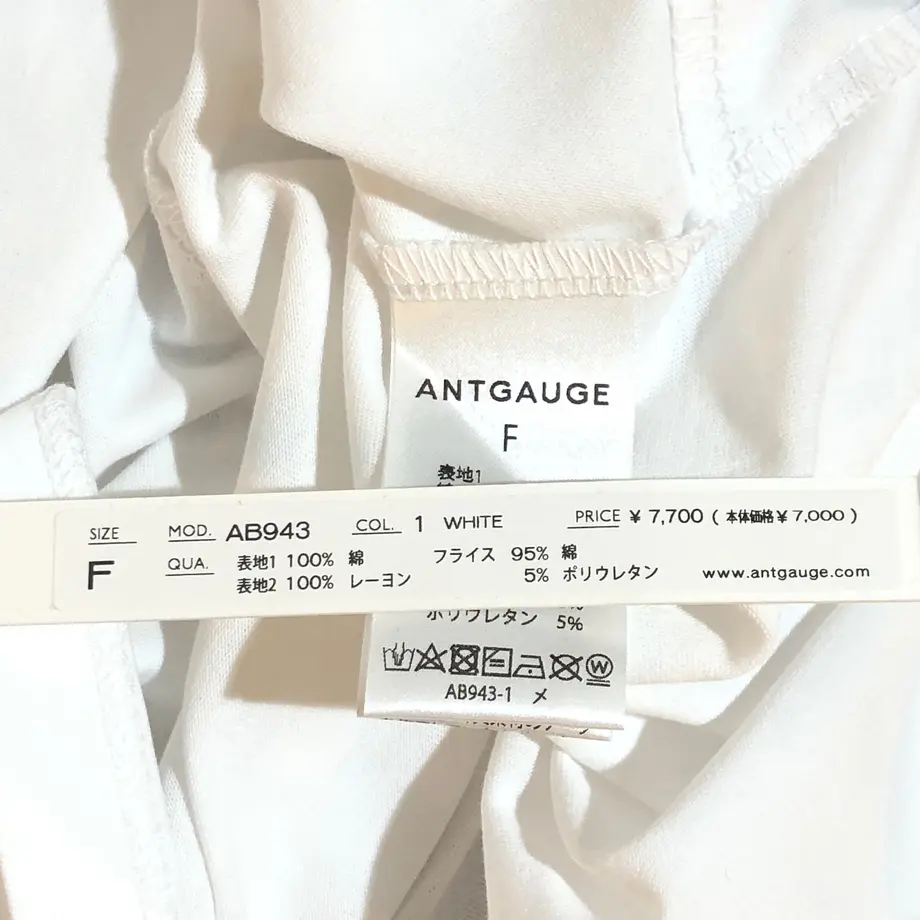 ANTGAUGE
F
表地1
SIZE F
MOD. AB943 COL. 1 WHITE PRICE ¥ 7,700 ( 本体価格 ¥ 7,000 )
QUA. 表地1 100% 綿 フライス 95% 綿
表地2 100% レーヨン 5% ポリウレタン www.antgauge.com
ポリウレタン 5%
AB943-1 メ